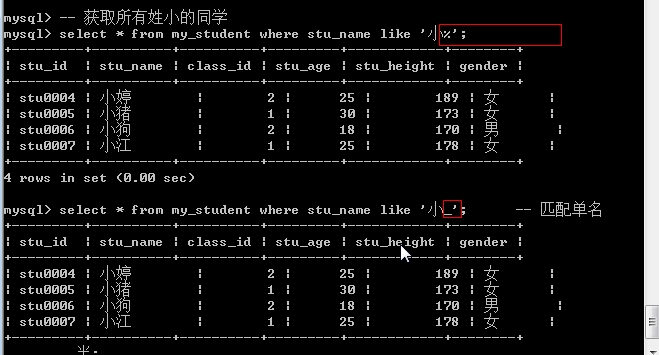 mysql> -- 获取所有姓小的同学
mysql> select * from my_student where stu_name like '小%';
| stu_id | stu_name | class_id | stu_age | stu_height | gender |
| stu0004 | 小婷 | 2 | 25 | 189 | 女 |
| stu0005 | 小猪 | 1 | 30 | 173 | 女 |
| stu0006 | 小狗 | 2 | 18 | 170 | 男 |
| stu0007 | 小江 | 1 | 25 | 178 | 女 |
4 rows in set (0.00 sec)
mysql> select * from my_student where stu_name like '小_'; -- 匹配单名
| stu_id | stu_name | class_id | stu_age | stu_height | gender |
| stu0004 | 小婷 | 2 | 25 | 189 | 女 |
| stu0005 | 小猪 | 1 | 30 | 173 | 女 |
| stu0006 | 小狗 | 2 | 18 | 170 | 男 |
| stu0007 | 小江 | 1 | 25 | 178 | 女 |